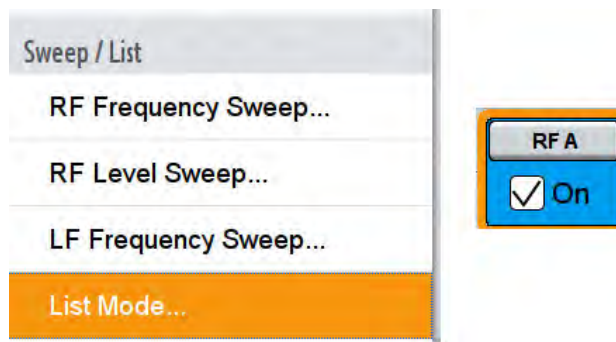 Sweep / List
RF Frequency Sweep...
RF Level Sweep...
LF Frequency Sweep...
List Mode...
RF A
On